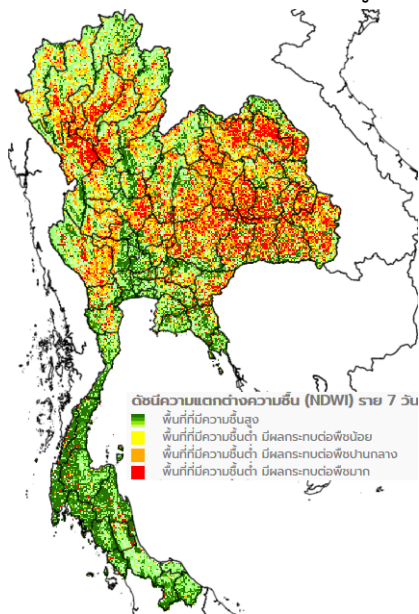 ดัชนีความแตกต่างความชื้น (NDWI) ราย 7 วัน
พื้นที่ที่มีความชื้นสูง
พื้นที่ที่มีความชื้นต่ำ มีผลกระทบต่อพืชน้อย
พื้นที่ที่มีความชื้นต่ำ มีผลกระทบต่อพืชปานกลาง
พื้นที่ที่มีความชื้นต่ำ มีผลกระทบต่อพืชมาก